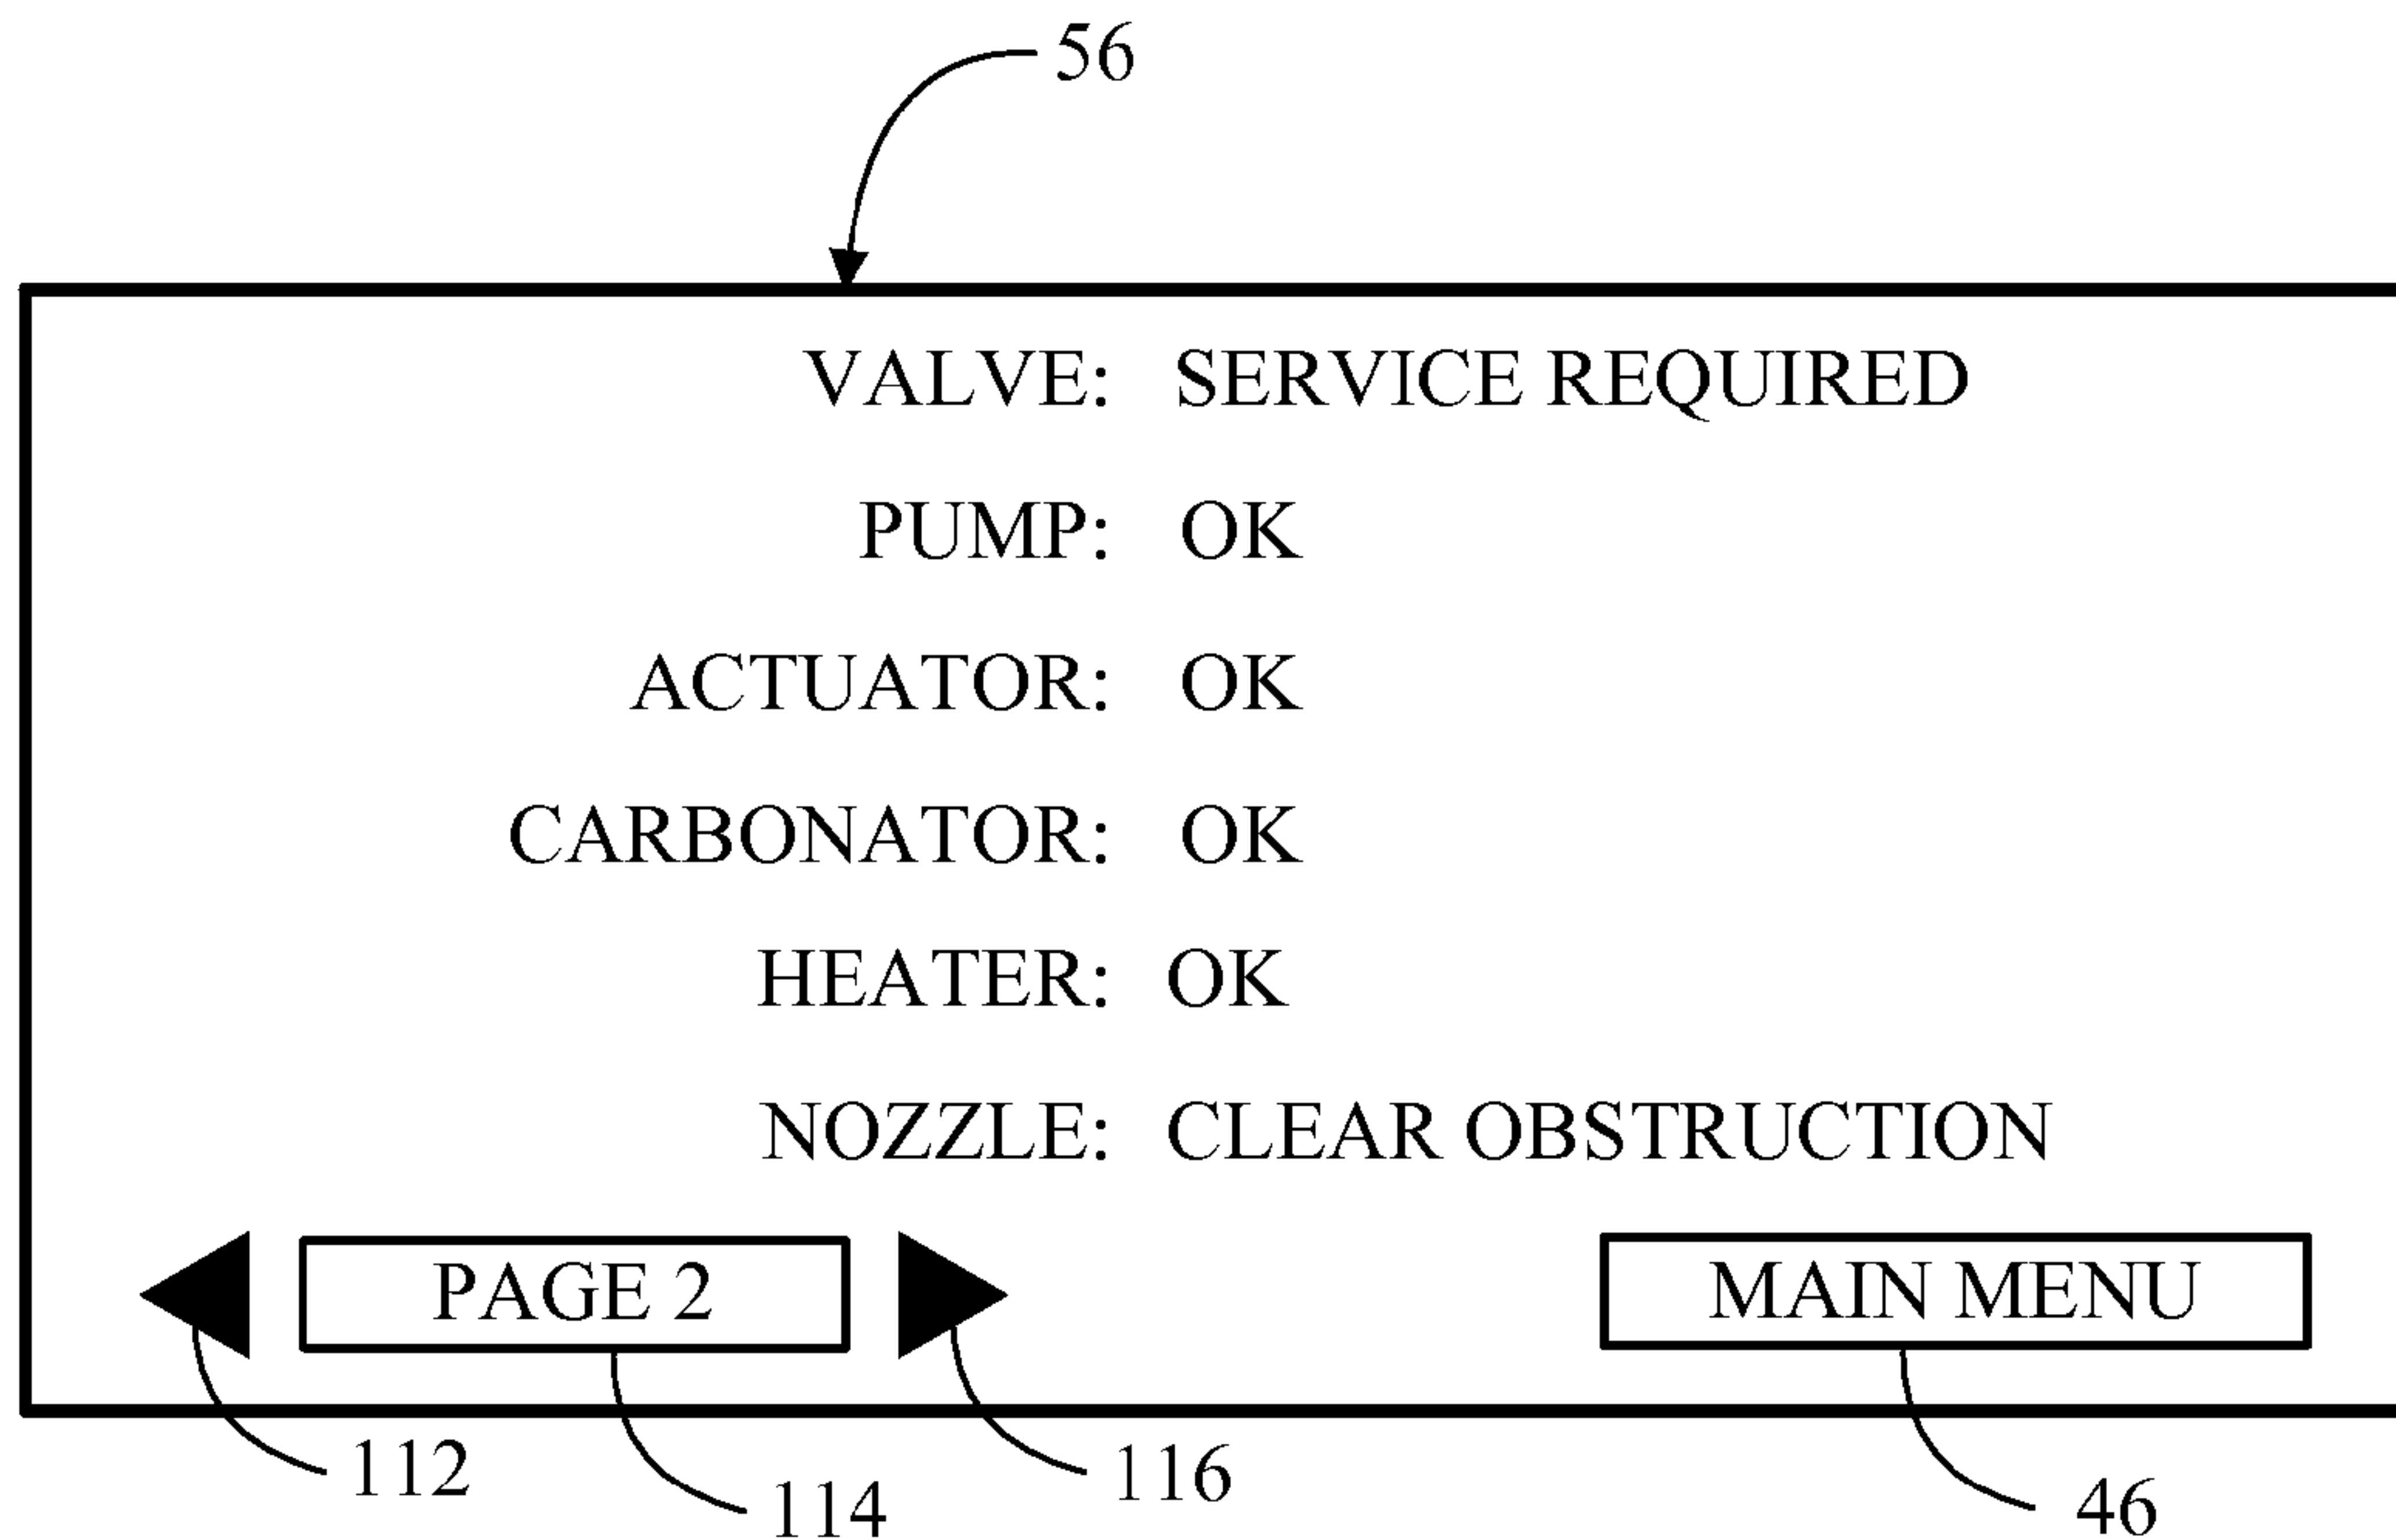 56
VALVE: SERVICE REQUIRED
PUMP: OK
ACTUATOR: OK
CARBONATOR: OK
HEATER: OK
NOZZLE: CLEAR OBSTRUCTION
PAGE 2 MAIN MENU
112 114 116 46